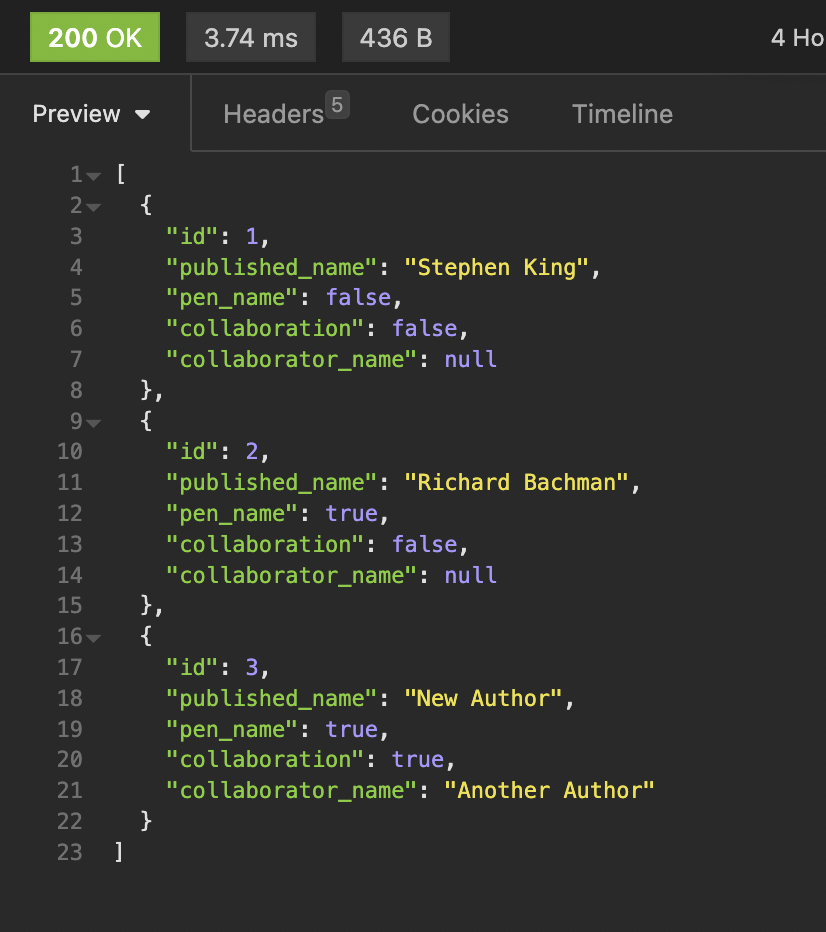 200 OK 3.74 ms 436 B 4 Ho
Preview Headers 5 Cookies Timeline
1 [
2 {
3 "id": 1,
4 "published_name": "Stephen King",
5 "pen_name": false,
6 "collaboration": false,
7 "collaborator_name": null
8 },
9 {
10 "id": 2,
11 "published_name": "Richard Bachman",
12 "pen_name": true,
13 "collaboration": false,
14 "collaborator_name": null
15 },
16 {
17 "id": 3,
18 "published_name": "New Author",
19 "pen_name": true,
20 "collaboration": true,
21 "collaborator_name": "Another Author"
22 }
23 ]